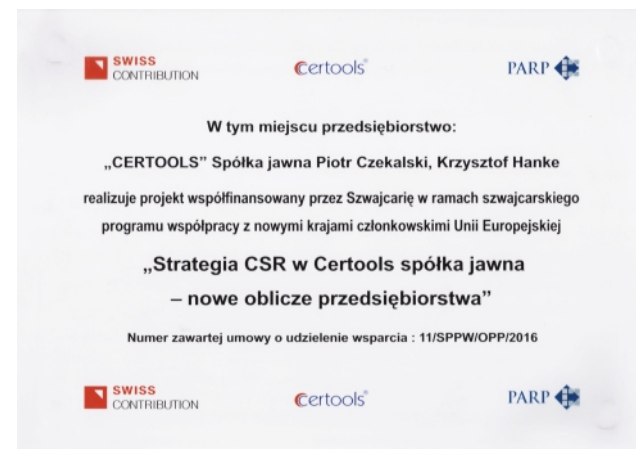 SWISS
CONTRIBUTION
Certools®
PARP
W tym miejscu przedsiębiorstwo:
„CERTOOLS” Spółka jawna Piotr Czekalski, Krzysztof Hanke
realizuje projekt współfinansowany przez Szwajcarię w ramach szwajcarskiego
programu współpracy z nowymi krajami członkowskimi Unii Europejskiej
„Strategia CSR w Certools spółka jawna
– nowe oblicze przedsiębiorstwa”
Numer zawartej umowy o udzielenie wsparcia : 11/SPPW/OPP/2016
SWISS
CONTRIBUTION
Certools®
PARP